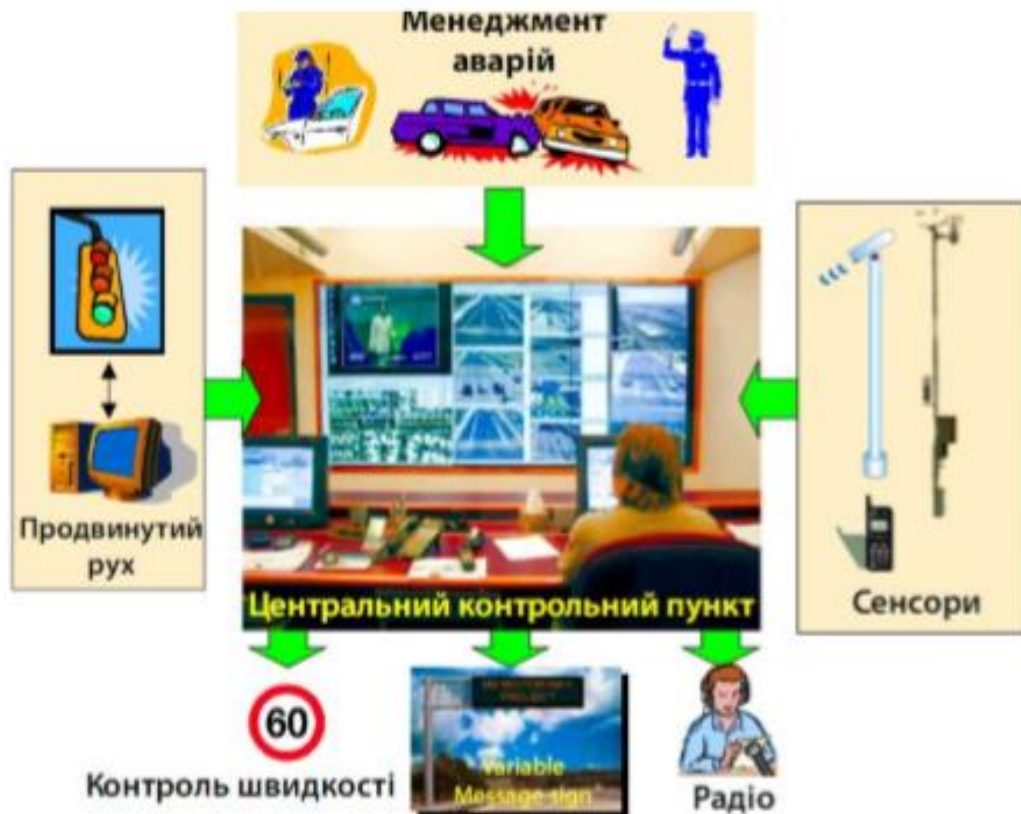 Менеджмент
аварій
Продвинутий
рух
Сенсори
Центральний контрольний пункт
60
Контроль швидкості
Variable
Message sign
Радіо